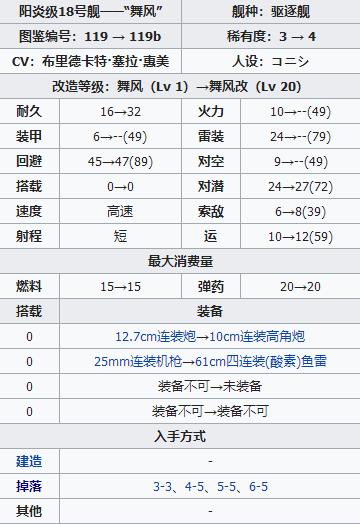 阳炎级18号舰——“舞风” 舰种：驱逐舰
图鉴编号：119 → 119b 稀有度：3 → 4
CV：布里德卡特·塞拉·惠美 人设：コニシ
改造等级：舞风（Lv 1）→舞风改（Lv 20）
耐久 16→32 火力 10→--(49)
装甲 6→--(49) 雷装 24→--(79)
回避 45→47(89) 对空 9→--(49)
搭载 0→0 对潜 24→27(72)
速度 高速 索敌 6→8(39)
射程 短 运 10→12(59)
最大消费量
燃料 15→15 弹药 20→20
搭载 装备
0 12.7cm连装炮→10cm连装高角炮
0 25mm连装机枪→61cm四连装(酸素)鱼雷
0 装备不可→未装备
0 装备不可→装备不可
入手方式
建造 -
掉落 3-3、4-5、5-5、6-5
其他 -